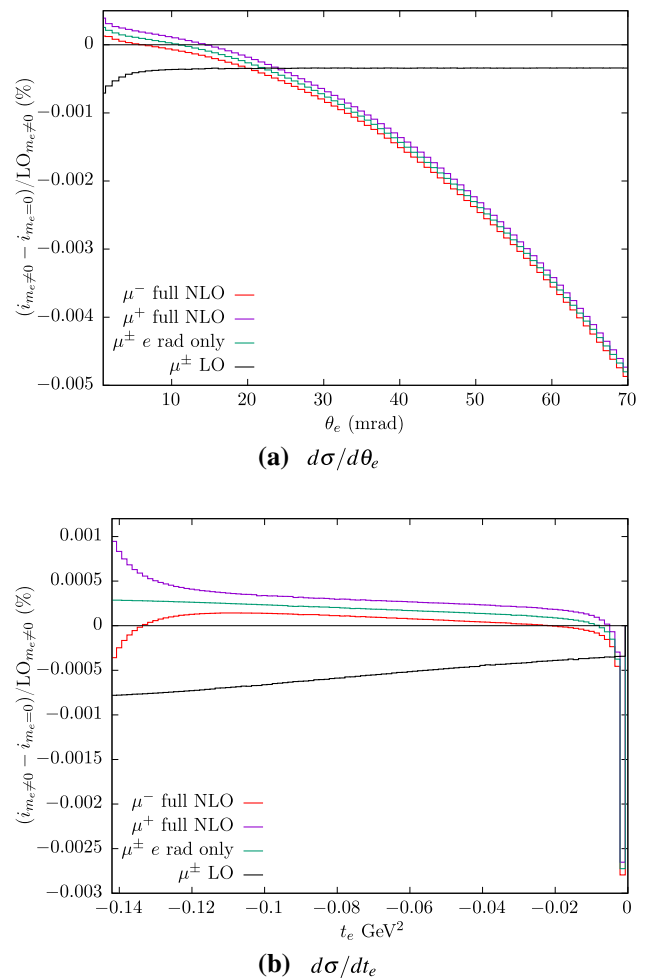 0
−0.001
−0.002
−0.003
−0.004
−0.005
(i_{m_e≠0} − i_{m_e=0})/LO_{m_e≠0} (%)
μ⁻ full NLO
μ⁺ full NLO
μ± e rad only
μ± LO
10 20 30 40 50 60 70
θ_e (mrad)
(a) dσ/dθ_e
0.001
0.0005
0
−0.0005
−0.001
−0.0015
−0.002
−0.0025
−0.003
(i_{m_e≠0} − i_{m_e=0})/LO_{m_e≠0} (%)
μ⁻ full NLO
μ⁺ full NLO
μ± e rad only
μ± LO
−0.14 −0.12 −0.1 −0.08 −0.06 −0.04 −0.02 0
t_e GeV²
(b) dσ/dt_e